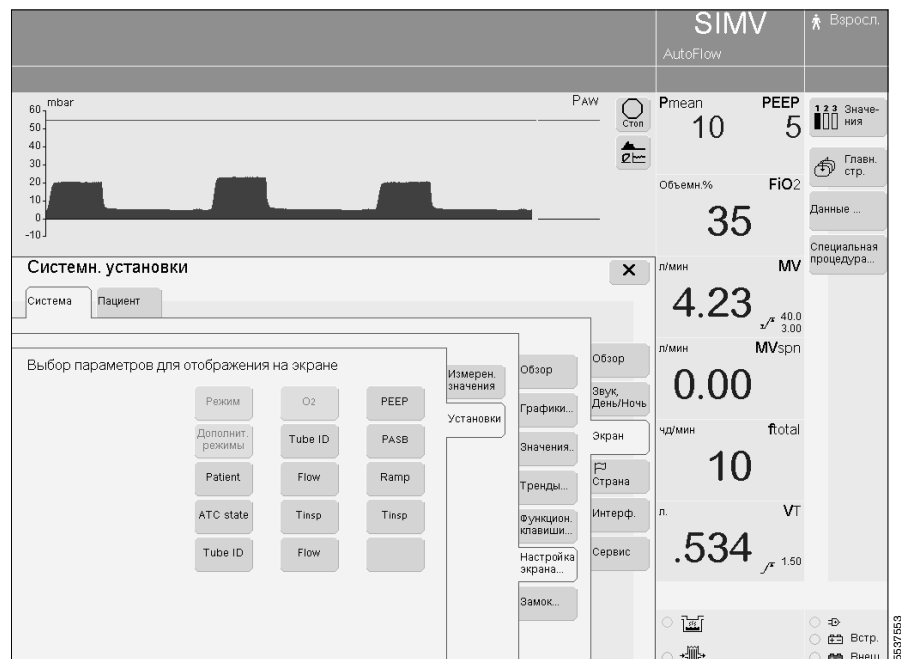 SIMV
AutoFlow
Взросл.
mbar
PAW
60
50
40
30
20
10
0
-10
Стоп
Pmean PEEP
10 5
Объемн.% FiO2
35
л/мин MV
4.23
40.0
3.00
л/мин MVspn
0.00
чд/мин ftotal
10
л. VT
.534
1.50
1 2 3 Значе-
ния
Главн.
стр.
Данные ...
Специальная
процедура...
Системн. установки
Система Пациент
Выбор параметров для отображения на экране
Режим O2 PEEP
Дополнит.
режимы
Tube ID PASB
Patient Flow Ramp
ATC state Tinsp Tinsp
Tube ID Flow
Измерен.
значения
Установки
Обзор
Графики...
Значения..
Тренды...
Функцион.
клавиши...
Настройка
экрана...
Замок...
Обзор
Звук,
День/Ночь
Экран
Страна
Интерф.
Сервис
Встр.
Внеш
5537553